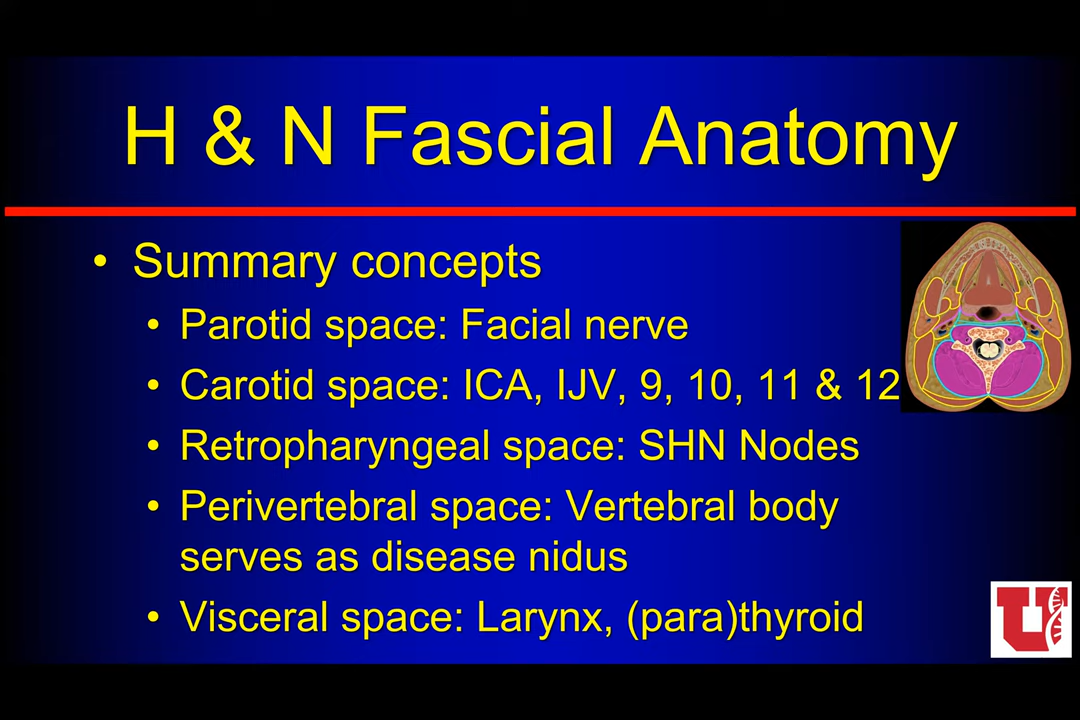 H & N Fascial Anatomy
• Summary concepts
• Parotid space: Facial nerve
• Carotid space: ICA, IJV, 9, 10, 11 & 12
• Retropharyngeal space: SHN Nodes
• Perivertebral space: Vertebral body
serves as disease nidus
• Visceral space: Larynx, (para)thyroid
U